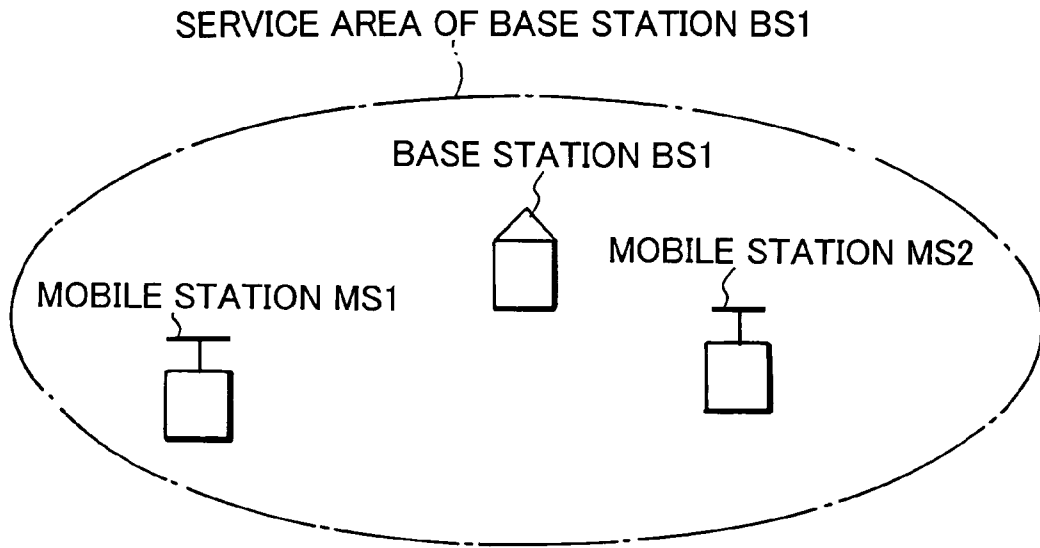 SERVICE AREA OF BASE STATION BS1
BASE STATION BS1
MOBILE STATION MS2
MOBILE STATION MS1